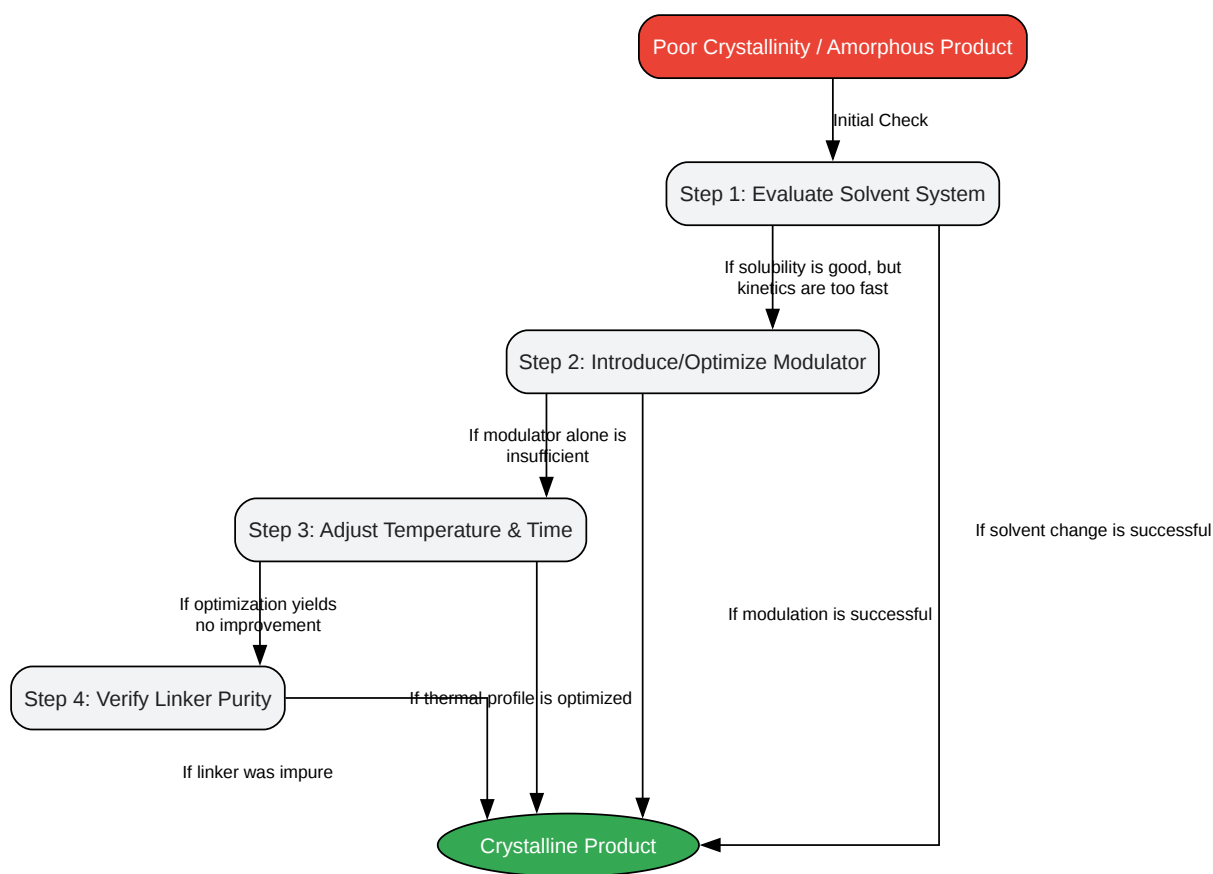 Poor Crystallinity / Amorphous Product
Initial Check
Step 1: Evaluate Solvent System
If solubility is good, but
kinetics are too fast
Step 2: Introduce/Optimize Modulator
If modulator alone is
insufficient
Step 3: Adjust Temperature & Time
If solvent change is successful
If optimization yields
no improvement
If modulation is successful
Step 4: Verify Linker Purity
If thermal profile is optimized
If linker was impure
Crystalline Product